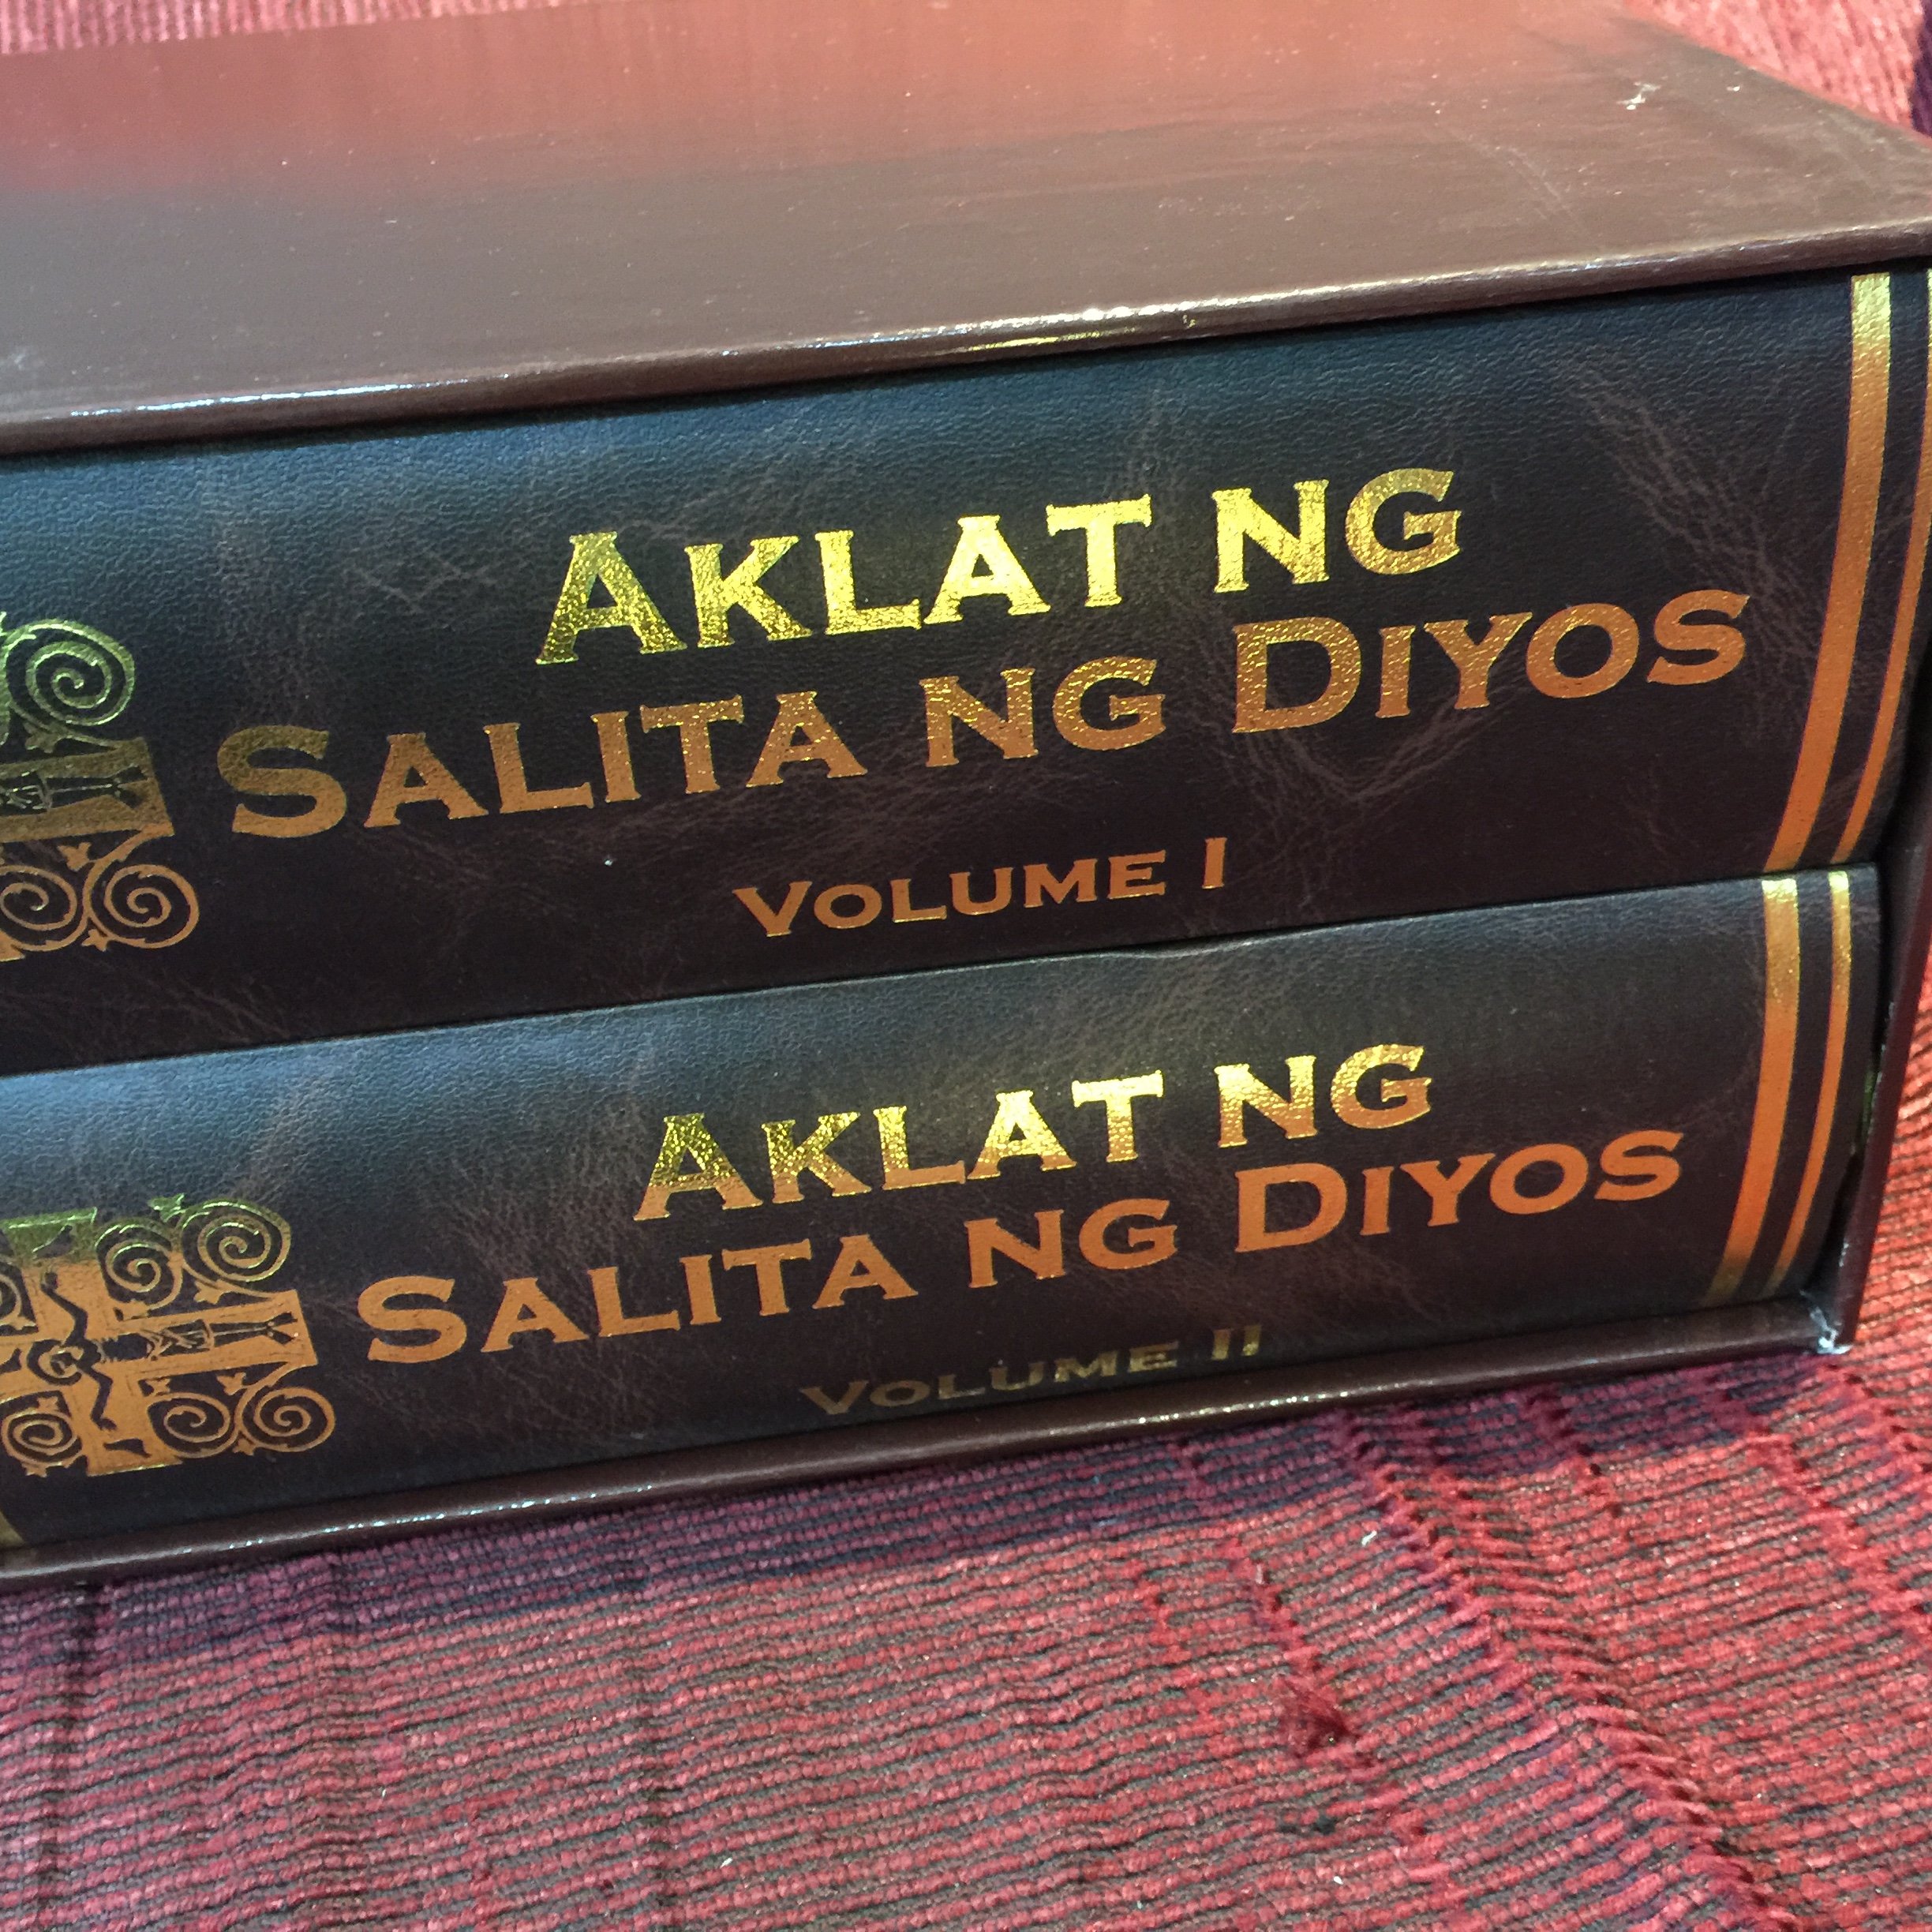 AKLAT NG
SALITA NG DIYOS
VOLUME I
AKLAT NG
SALITA NG DIYOS
VOLUME II